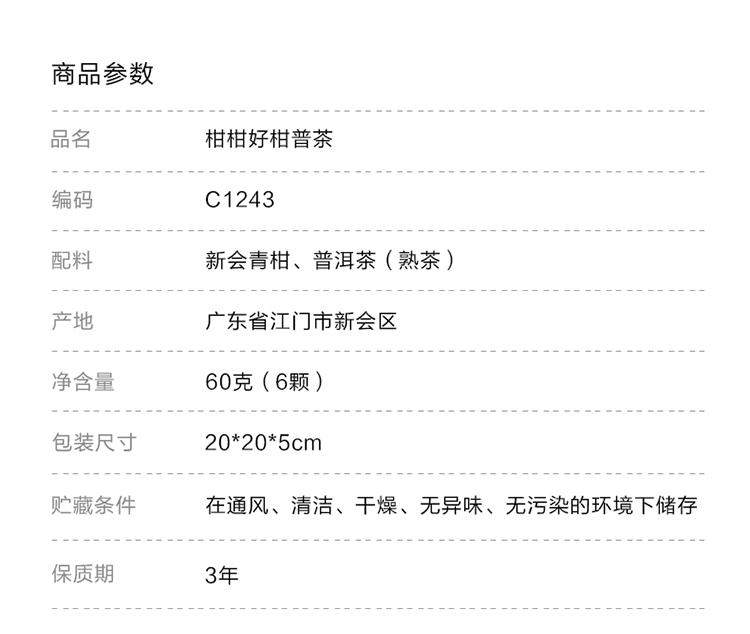 商品参数
品名 柑柑好柑普茶
编码 C1243
配料 新会青柑、普洱茶（熟茶）
产地 广东省江门市新会区
净含量 60克（6颗）
包装尺寸 20*20*5cm
贮藏条件 在通风、清洁、干燥、无异味、无污染的环境下储存
保质期 3年